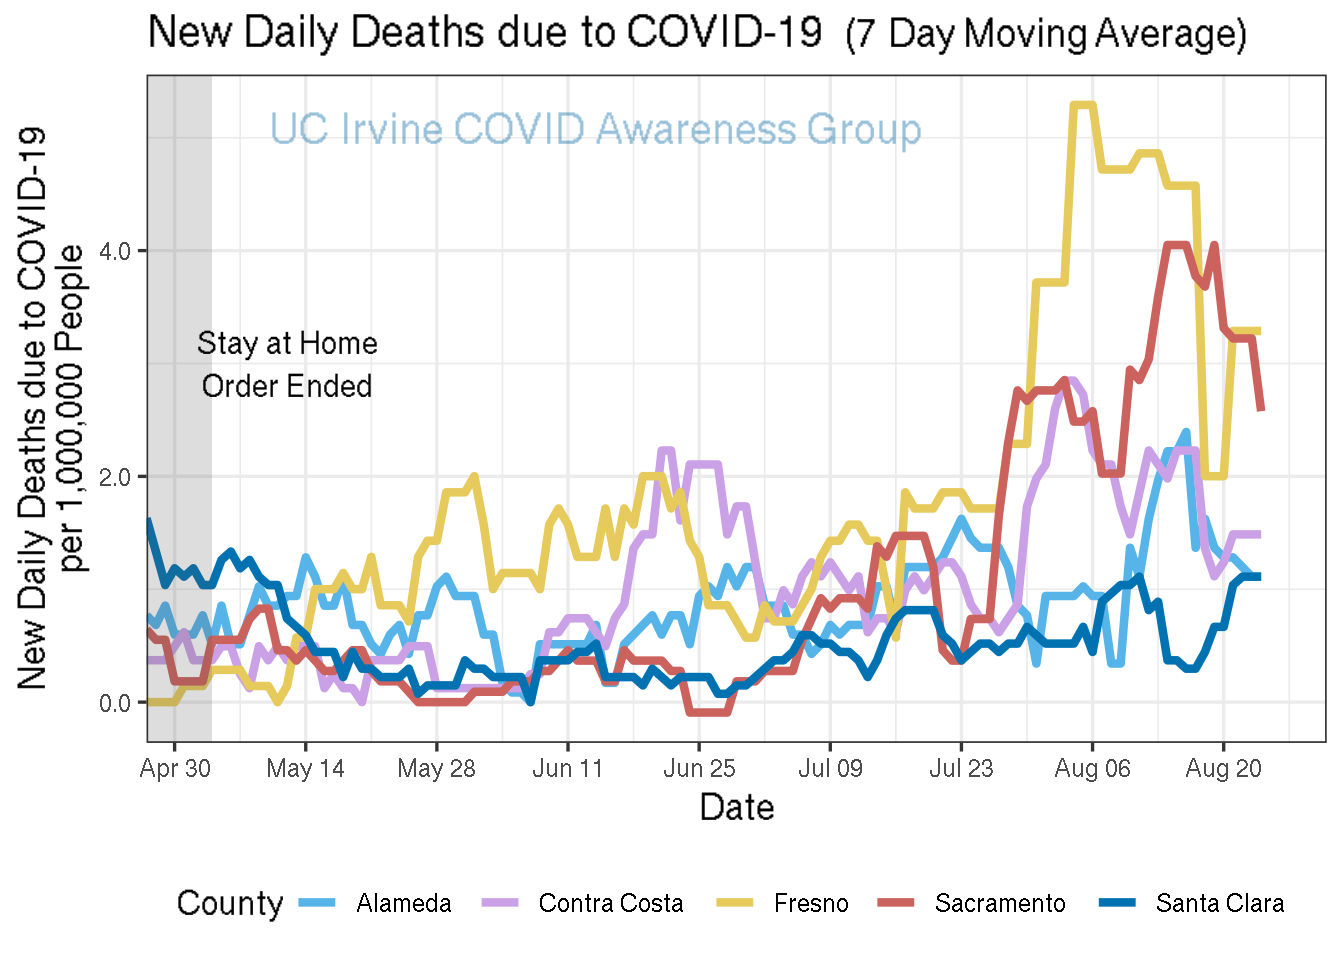 New Daily Deaths due to COVID-19 (7 Day Moving Average)
UC Irvine COVID Awareness Group
New Daily Deaths due to COVID-19
per 1,000,000 People
4.0
2.0
0.0
Stay at Home
Order Ended
Apr 30 May 14 May 28 Jun 11 Jun 25 Jul 09 Jul 23 Aug 06 Aug 20
Date
County Alameda Contra Costa Fresno Sacramento Santa Clara